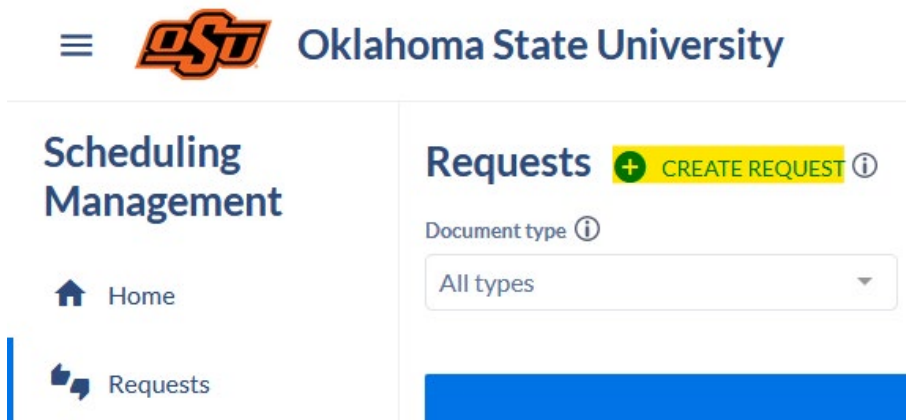 OSU Oklahoma State University
Scheduling
Management
Home
Requests
Requests CREATE REQUEST
Document type
All types